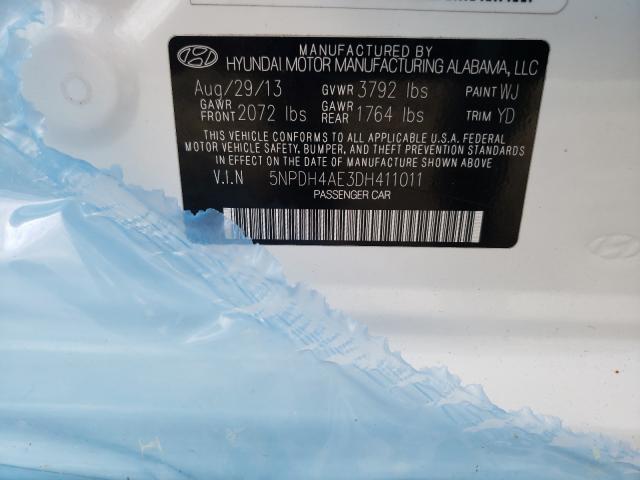 MANUFACTURED BY
HYUNDAI MOTOR MANUFACTURING ALABAMA, LLC
Aug/29/13 GVWR 3792 lbs PAINT WJ
GAWR FRONT 2072 lbs GAWR REAR 1764 lbs TRIM YD
THIS VEHICLE CONFORMS TO ALL APPLICABLE U.S.A. FEDERAL
MOTOR VEHICLE SAFETY, BUMPER, AND THEFT PREVENTION STANDARDS
IN EFFECT ON THE DATE OF MANUFACTURE SHOWN ABOVE
V.I.N 5NPDH4AE3DH411011
PASSENGER CAR